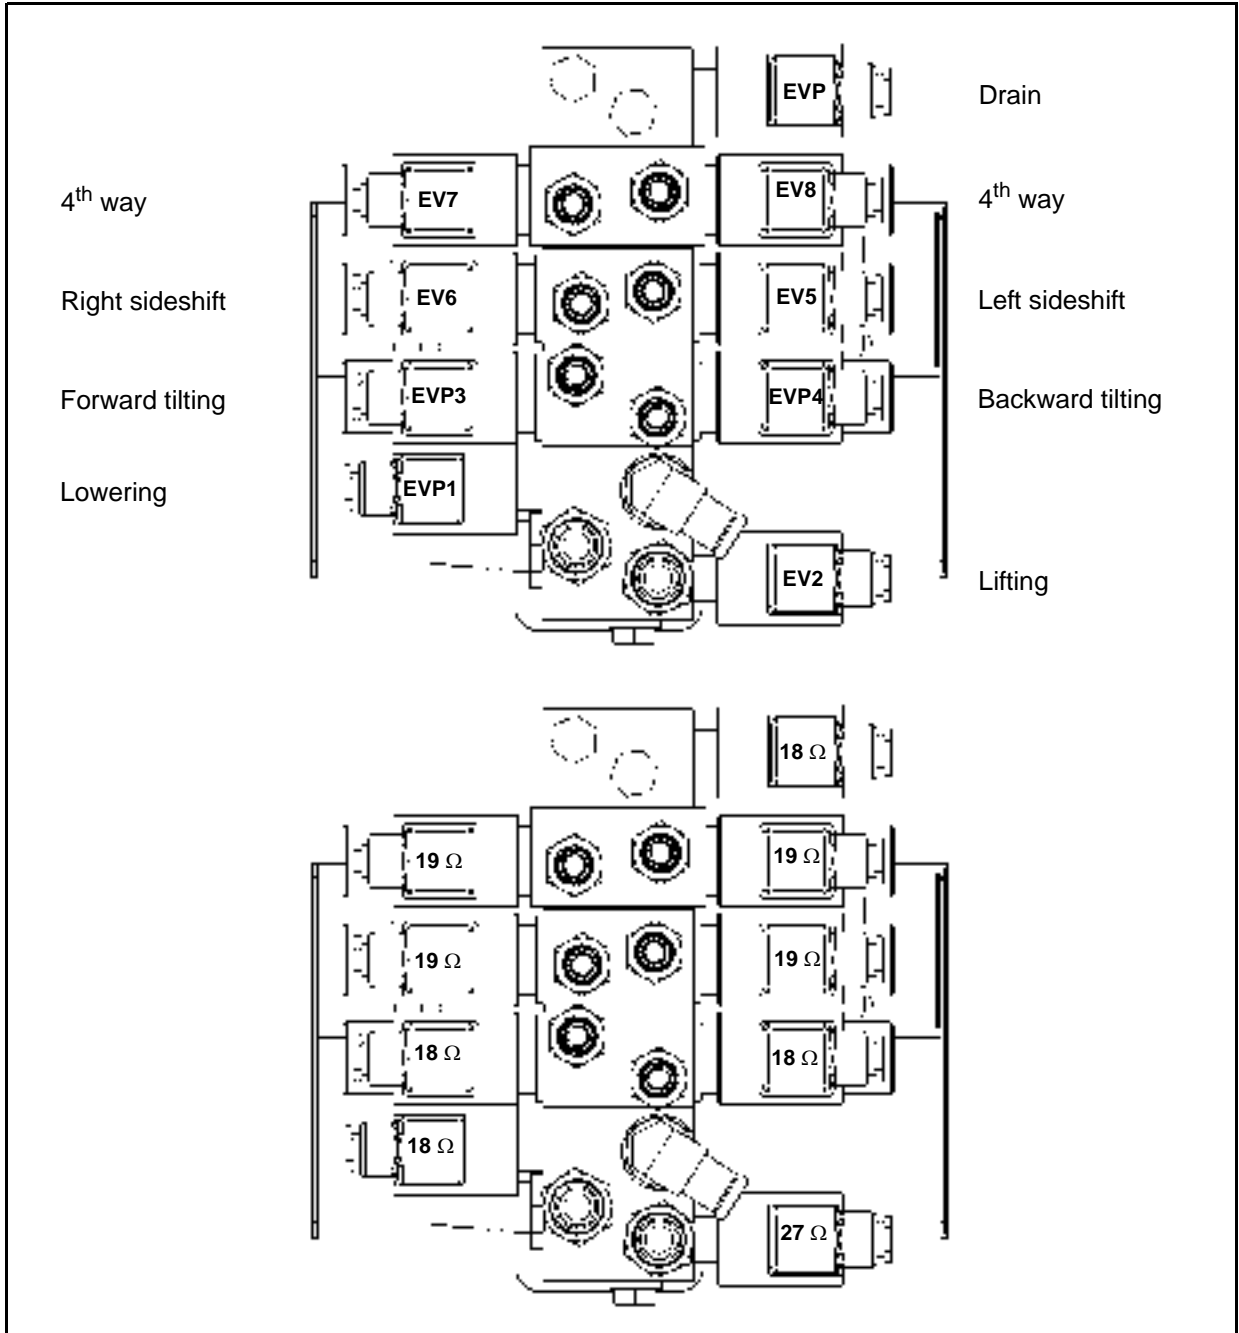 EVP Drain
4th way EV7 EV8 4th way
Right sideshift EV6 EV5 Left sideshift
Forward tilting EVP3 EVP4 Backward tilting
Lowering EVP1
EV2 Lifting
18 Ω
19 Ω 19 Ω
19 Ω 19 Ω
18 Ω 18 Ω
18 Ω
27 Ω